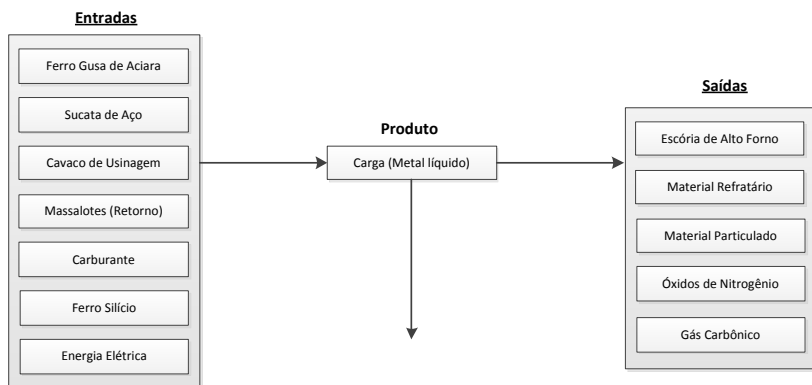 Entradas
Ferro Gusa de Aciara
Sucata de Aço
Cavaco de Usinagem
Massalotes (Retorno)
Carburante
Ferro Silício
Energia Elétrica
Produto
Carga (Metal líquido)
Saídas
Escória de Alto Forno
Material Refratário
Material Particulado
Óxidos de Nitrogênio
Gás Carbônico